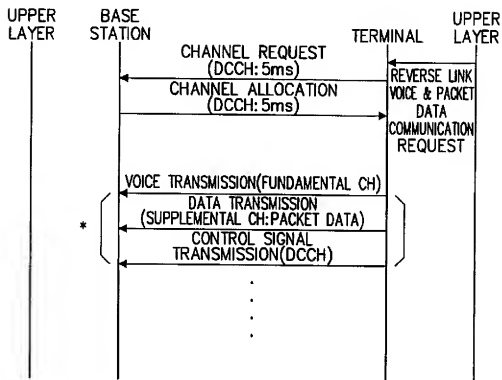 UPPER LAYER
BASE STATION
TERMINAL
UPPER LAYER
CHANNEL REQUEST
(DCCH:5ms)
CHANNEL ALLOCATION
(DCCH:5ms)
REVERSE LINK
VOICE & PACKET
DATA
COMMUNICATION
REQUEST
VOICE TRANSMISSION(FUNDAMENTAL CH)
DATA TRANSMISSION
(SUPPLEMENTAL CH:PACKET DATA)
*
CONTROL SIGNAL
TRANSMISSION(DCCH)